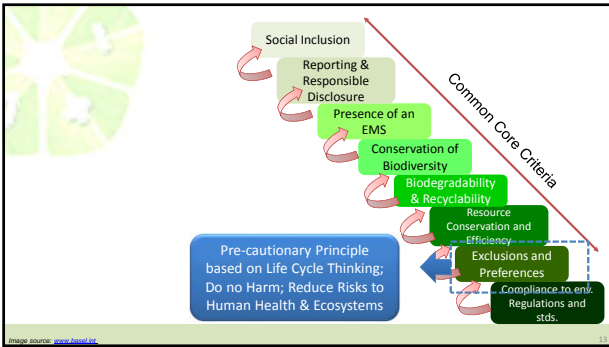 Social Inclusion
Reporting &
Responsible
Disclosure
Presence of an
EMS
Conservation of
Biodiversity
Biodegradability
& Recyclability
Resource
Conservation and
Efficiency
Exclusions and
Preferences
Compliance to env.
Regulations and
stds.
Common Core Criteria
Pre-cautionary Principle
based on Life Cycle Thinking;
Do no Harm; Reduce Risks to
Human Health & Ecosystems
Image source: www.basel.int.
13